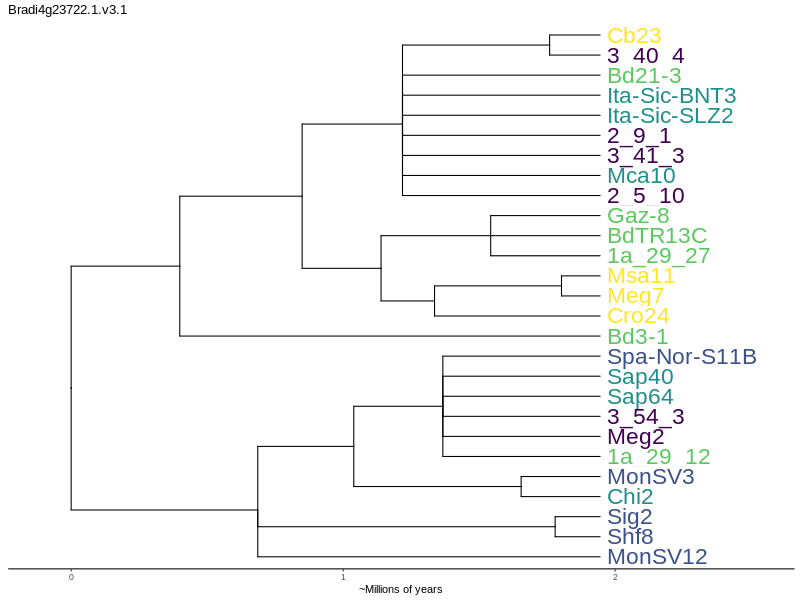 Bradi4g23722.1.v3.1
Cb23
3_40_4
Bd21-3
Ita-Sic-BNT3
Ita-Sic-SLZ2
2_9_1
3_41_3
Mca10
2_5_10
Gaz-8
BdTR13C
1a_29_27
Msa11
Meg7
Cro24
Bd3-1
Spa-Nor-S11B
Sap40
Sap64
3_54_3
Meg2
1a_29_12
MonSV3
Chi2
Sig2
Shf8
MonSV12
0 1 2
~Millions of years